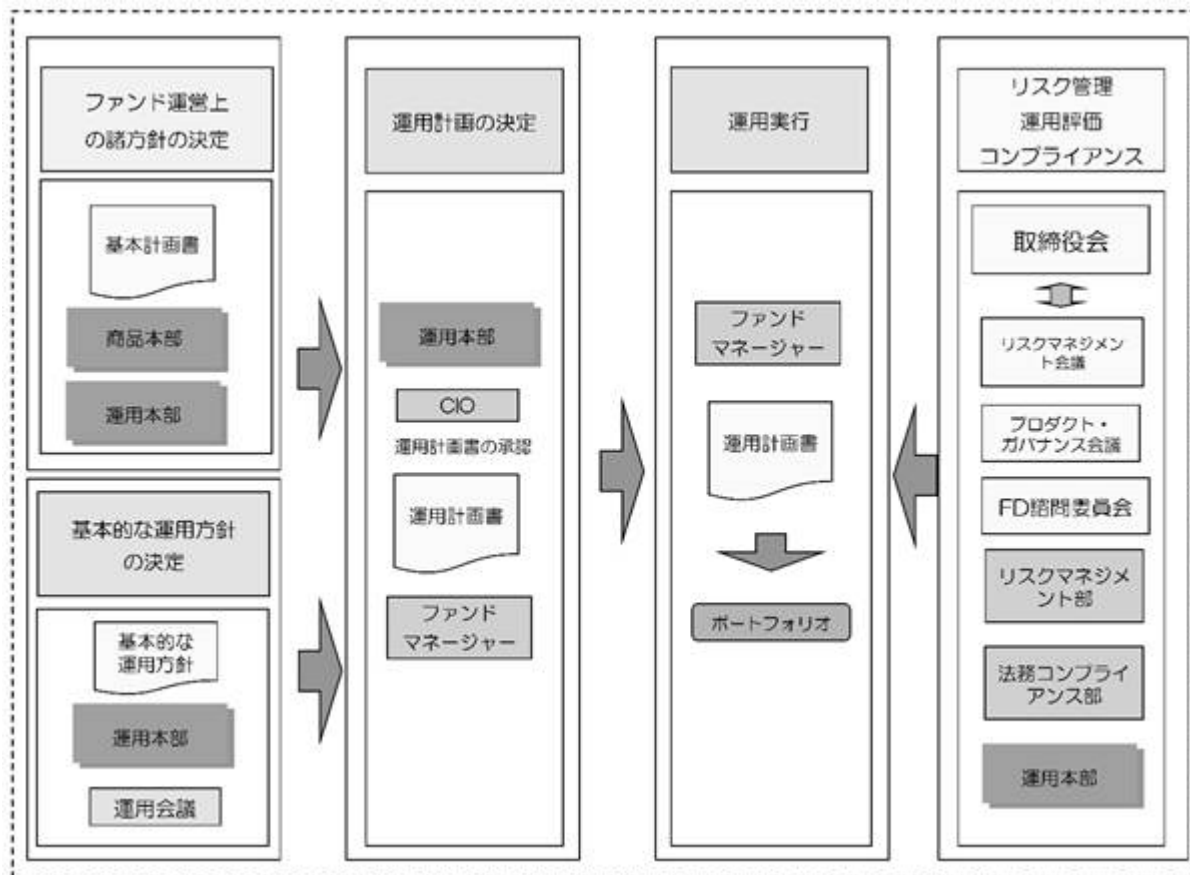 ファンド運営上
の諸方針の決定
基本計画書
商品本部
運用本部
基本的な運用方針
の決定
基本的な
運用方針
運用本部
運用会議
運用計画の決定
運用本部
CIO
運用計画書の承認
運用計画書
ファンド
マネージャー
運用実行
ファンド
マネージャー
運用計画書
ポートフォリオ
リスク管理
運用評価
コンプライアンス
取締役会
リスクマネジメン
ト会議
プロダクト・
ガバナンス会議
FD諮問委員会
リスクマネジメ
ント部
法務コンプライ
アンス部
運用本部